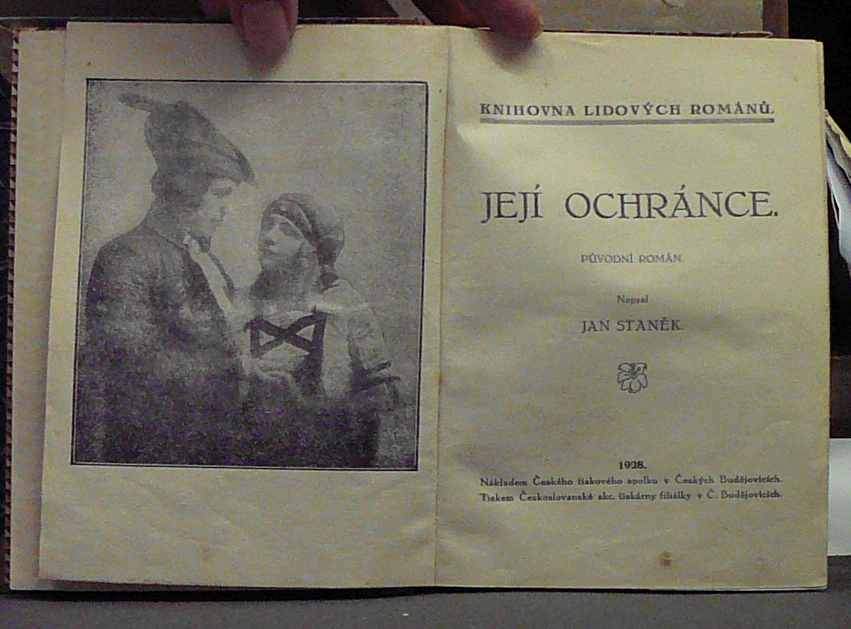 KNIHOVNA LIDOVÝCH ROMÁNŮ.
JEJÍ OCHRÁNCE.
PŮVODNÍ ROMÁN.
Napsal
JAN STANĚK.
1928.
Nákladem Českého tiskového spolku v Českých Budějovicích.
Tiskem Českoslovanské akc. tiskárny filiálky v Č. Budějovicích.